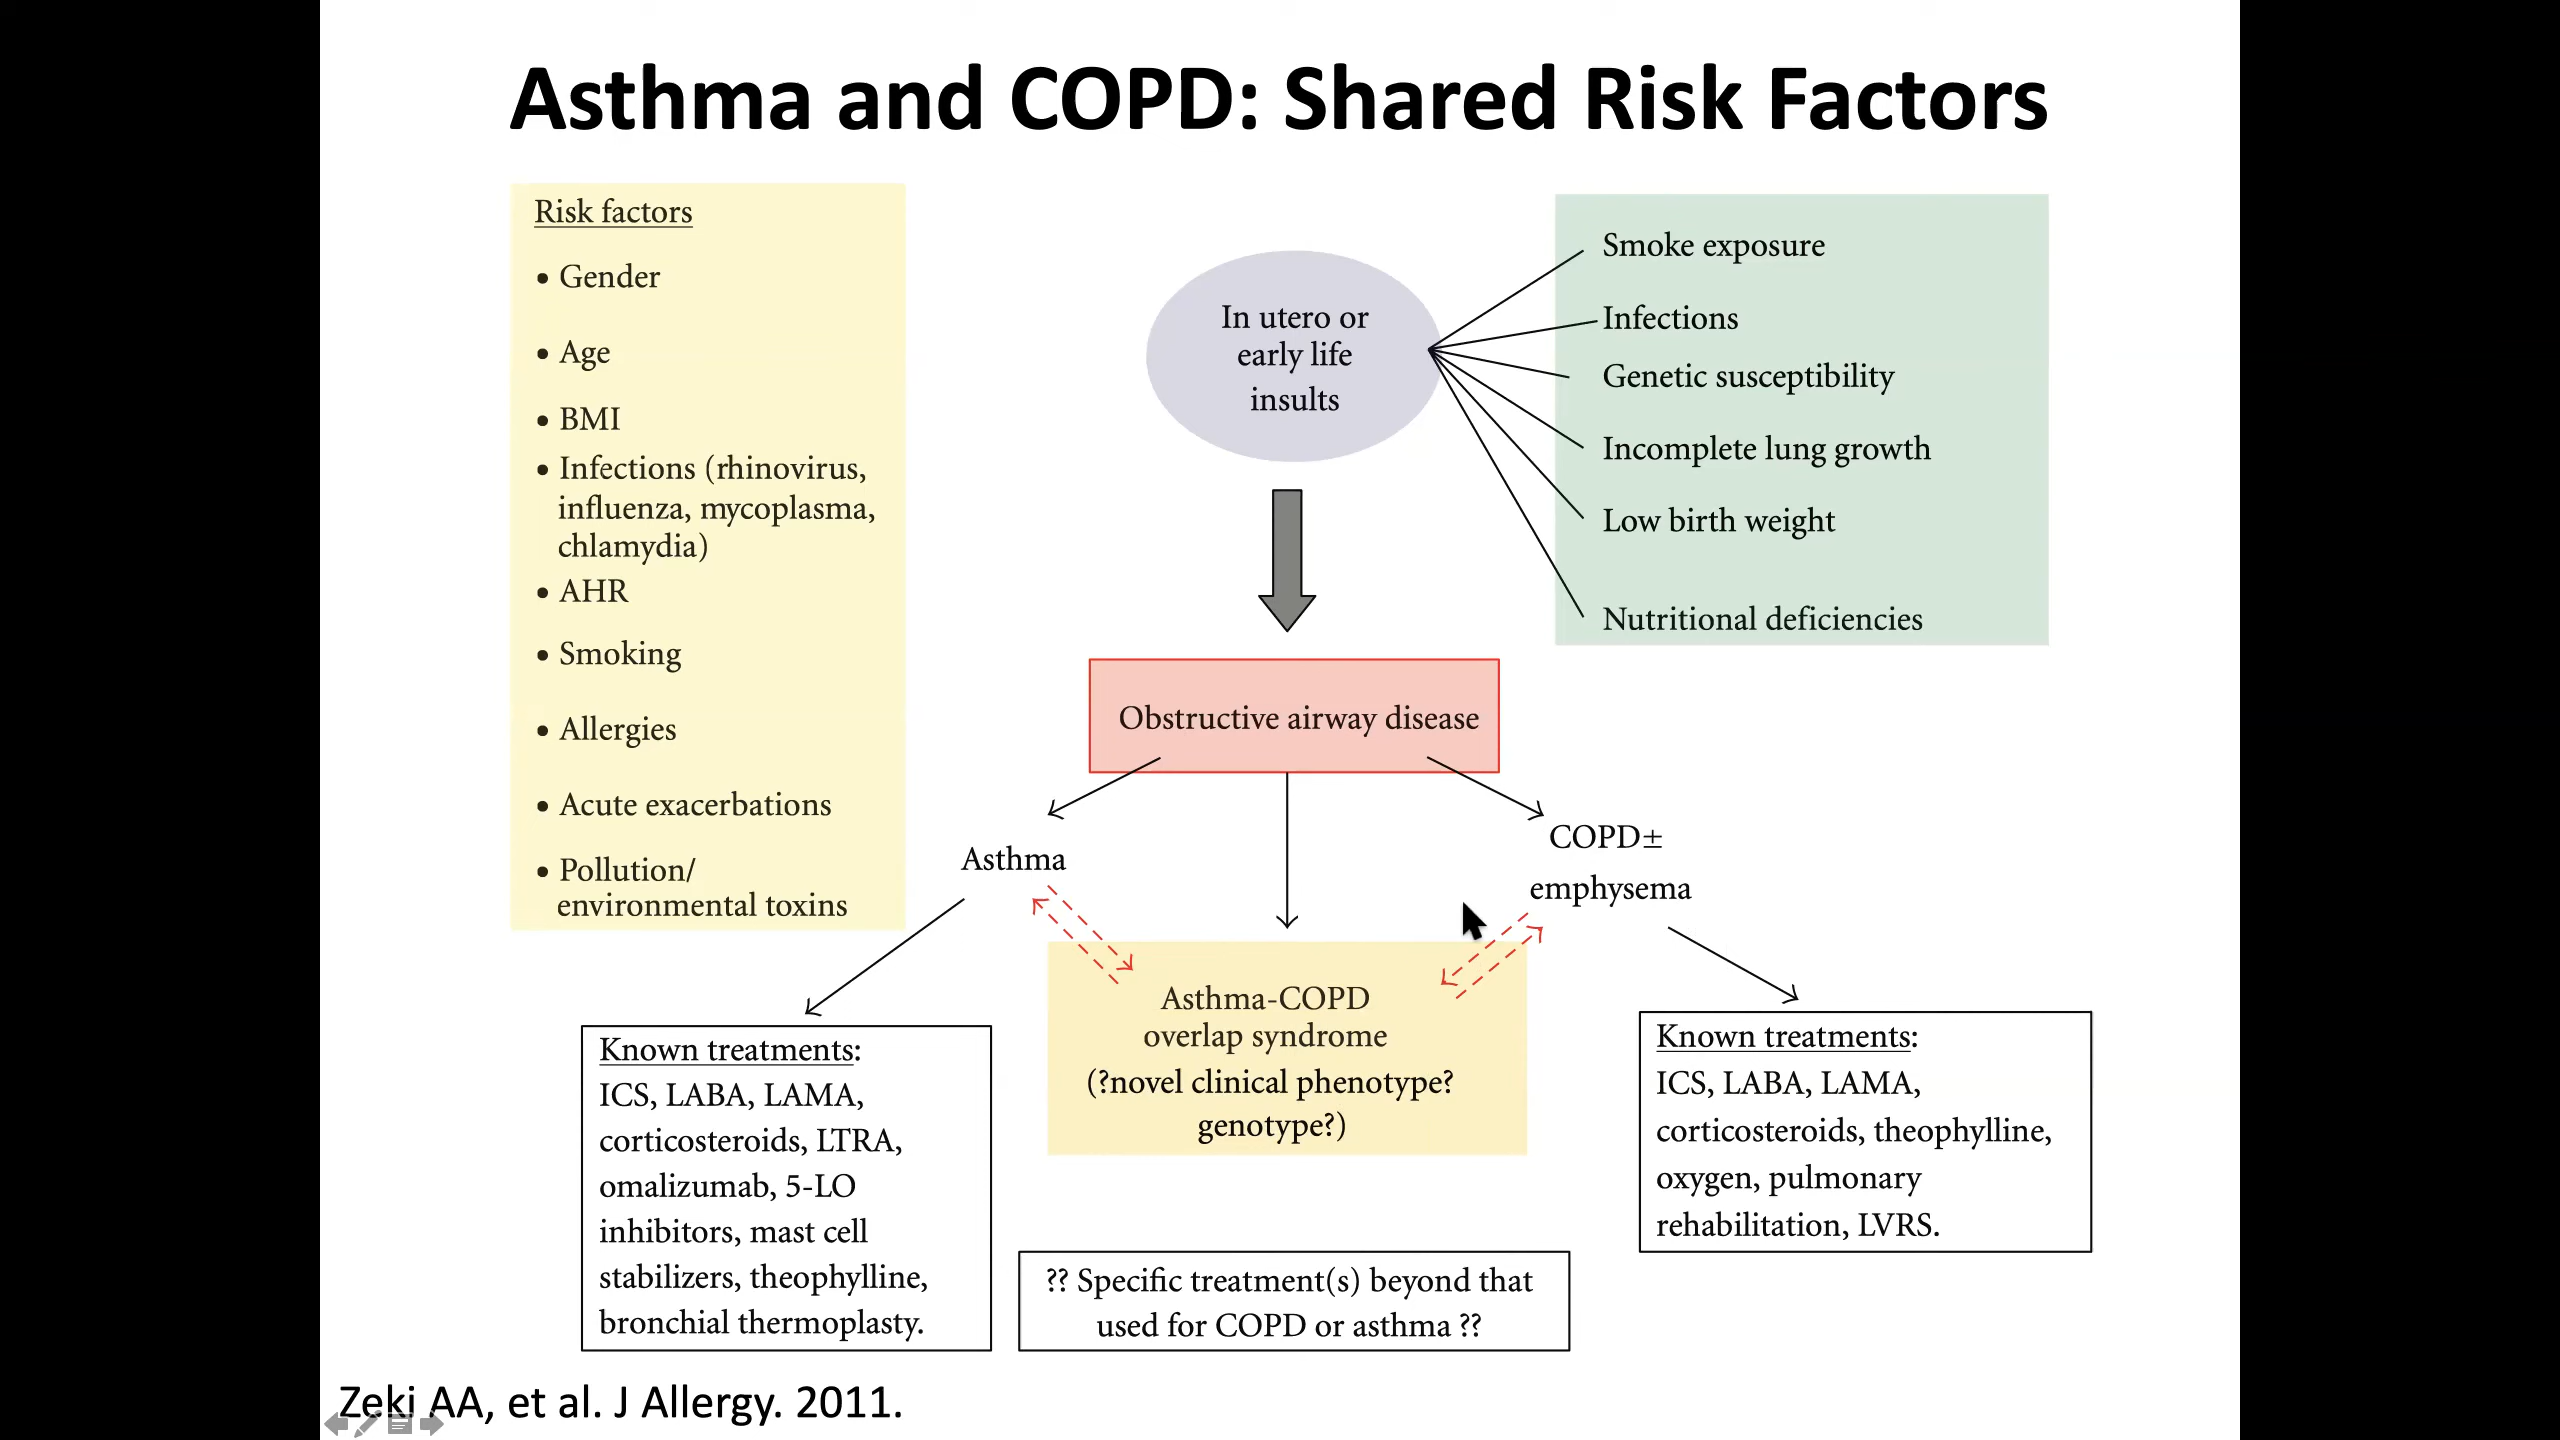 Asthma and COPD: Shared Risk Factors
Risk factors
• Gender
• Age
• BMI
• Infections (rhinovirus,
influenza, mycoplasma,
chlamydia)
• AHR
• Smoking
• Allergies
• Acute exacerbations
• Pollution/
environmental toxins
In utero or
early life
insults
Smoke exposure
Infections
Genetic susceptibility
Incomplete lung growth
Low birth weight
Nutritional deficiencies
Obstructive airway disease
Asthma
COPD±
emphysema
Asthma-COPD
overlap syndrome
(?novel clinical phenotype?
genotype?)
Known treatments:
ICS, LABA, LAMA,
corticosteroids, LTRA,
omalizumab, 5-LO
inhibitors, mast cell
stabilizers, theophylline,
bronchial thermoplasty.
?? Specific treatment(s) beyond that
used for COPD or asthma ??
Known treatments:
ICS, LABA, LAMA,
corticosteroids, theophylline,
oxygen, pulmonary
rehabilitation, LVRS.
Zeki AA, et al. J Allergy. 2011.